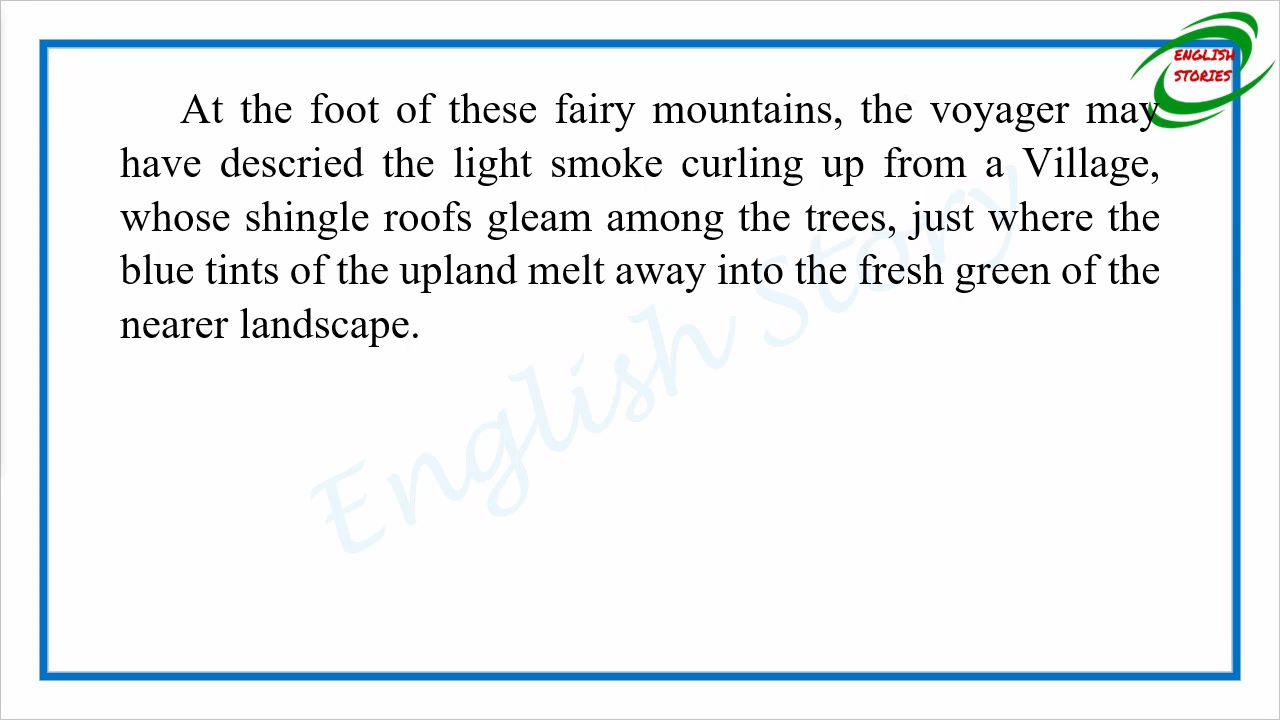 ENGLISH
STORIES
At the foot of these fairy mountains, the voyager may
have descried the light smoke curling up from a Village,
whose shingle roofs gleam among the trees, just where the
blue tints of the upland melt away into the fresh green of the
nearer landscape.
English Story